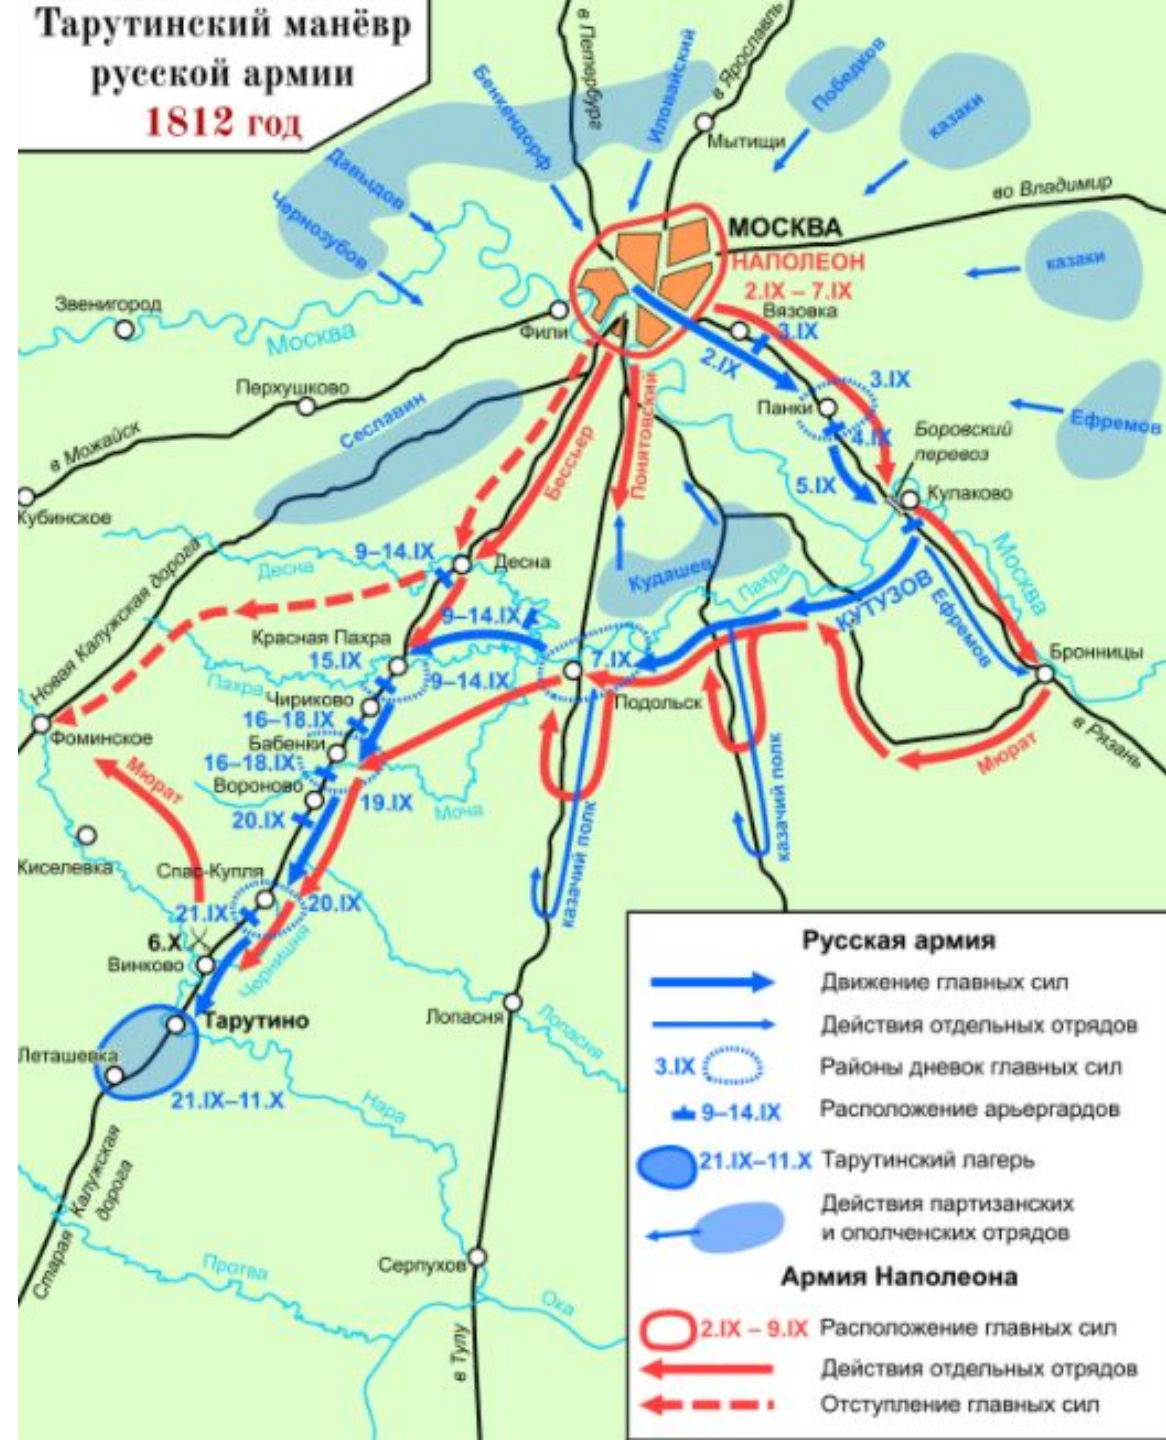 Тарутинский манёвр
русской армии
1812 год
в Петербург
в Ярославль
Бенкендорф
Иловайский
Победков
казаки
Мытищи
Давыдов
Чернозубов
во Владимир
МОСКВА
НАПОЛЕОН
2.IX – 7.IX
казаки
Звенигород
Москва
Фили
Вязовка
3.IX
2.IX
Перхушково
Сеславин
Панки
3.IX
4.IX
Ефремов
в Можайск
Бессьер
Понятовский
Боровский
перевоз
5.IX
Кулаково
Кубинское
9–14.IX
Десна
Десна
Кудашев
Пахра
КУТУЗОВ
Ефремов
Москва
Новая Калужская дорога
9–14.IX
Красная Пахра
15.IX
7.IX
Бронницы
Пахра
9–14.IX
Чириково
Подольск
16–18.IX
Фоминское
Бабенки
16–18.IX
в Рязань
Мюрат
Мюрат
Вороново
19.IX
Моча
20.IX
казачий полк
казачий полк
Киселевка
Спас-Купля
21.IX
20.IX
6.X
Винково
Чернишня
Тарутино
Лопасня
Лопасня
Леташевка
21.IX–11.X
Нара
Старая Калужская
дорога
Протва
Серпухов
Ока
в Тулу
Русская армия
Движение главных сил
Действия отдельных отрядов
3.IX Районы дневок главных сил
9–14.IX Расположение арьергардов
21.IX–11.X Тарутинский лагерь
Действия партизанских
и ополченских отрядов
Армия Наполеона
2.IX – 9.IX Расположение главных сил
Действия отдельных отрядов
Отступление главных сил